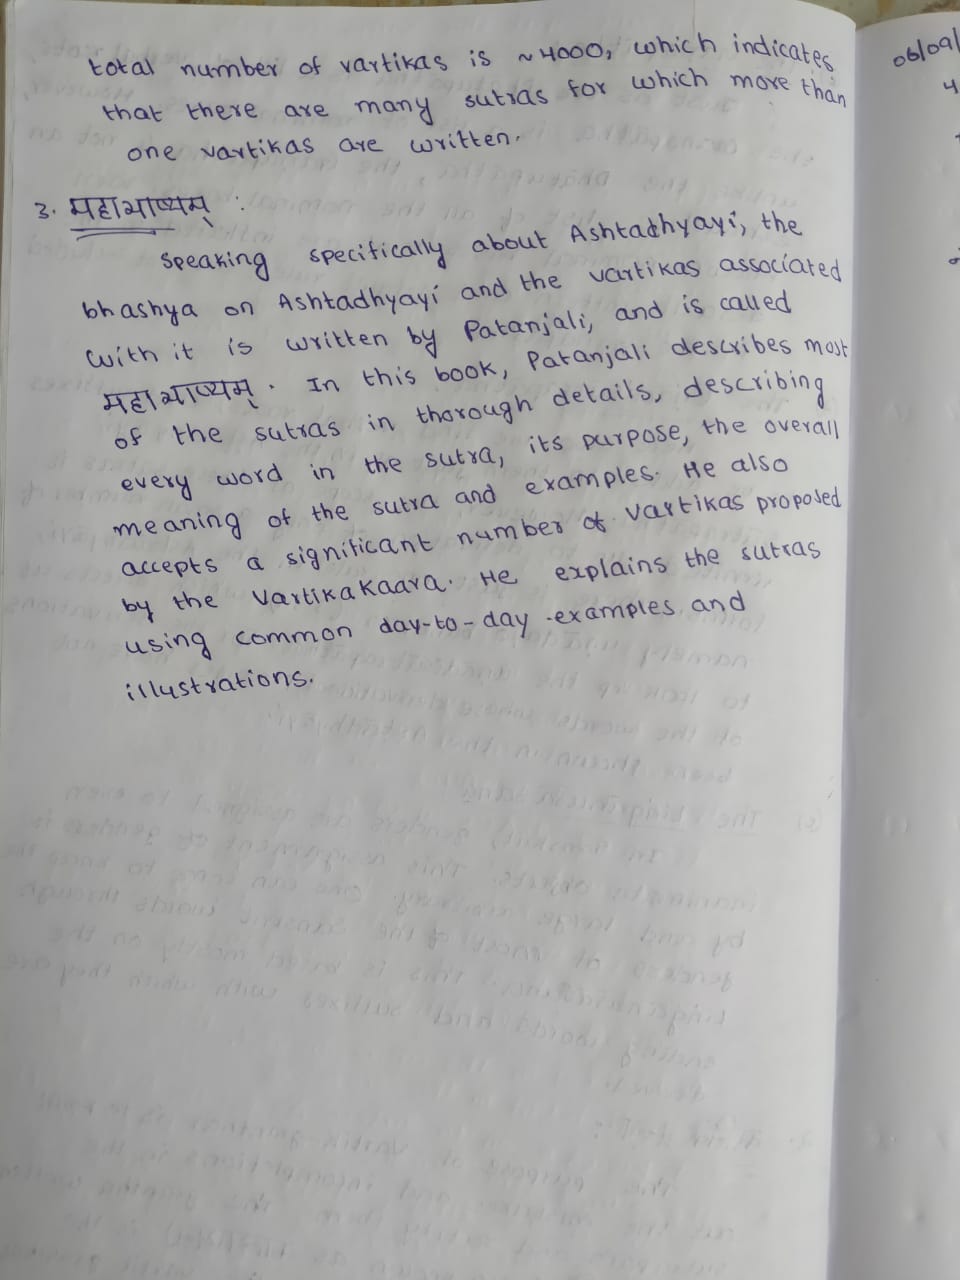 total number of vartikas is ~4000, which indicates
that there are many sutras for which more than
one vartikas are written.
3. महाभाष्यम् :
Speaking specifically about Ashtadhyayi, the
bhashya on Ashtadhyayi and the vartikas associated
with it is written by Patanjali, and is called
महाभाष्यम्. In this book, Patanjali describes most
of the sutras in thorough details, describing
every word in the sutra, its purpose, the overall
meaning of the sutra and examples. He also
accepts a significant number of vartikas proposed
by the Vartikakaara. He explains the sutras
using common day-to-day examples and
illustrations.
06/09/
4